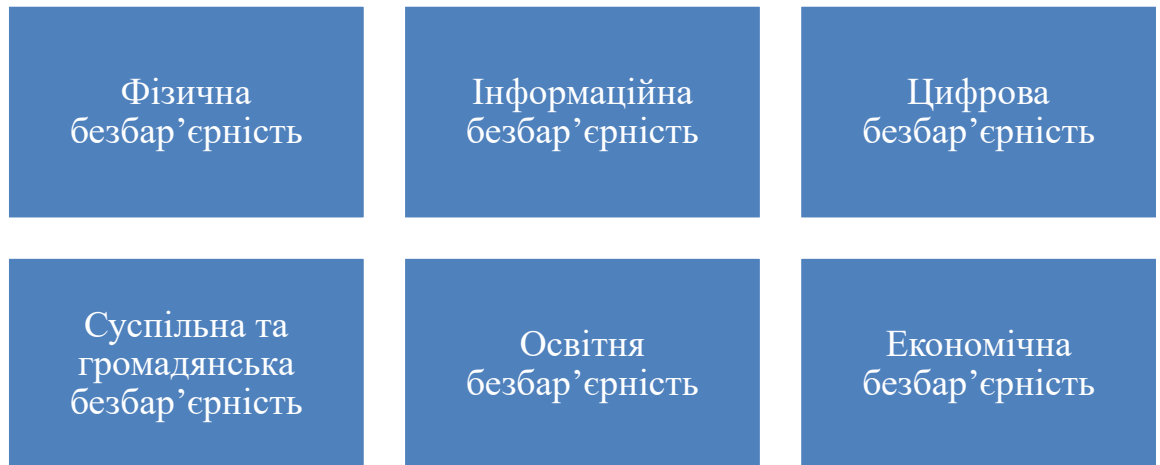 Фізична
безбар’єрність
Інформаційна
безбар’єрність
Цифрова
безбар’єрність
Суспільна та
громадянська
безбар’єрність
Освітня
безбар’єрність
Економічна
безбар’єрність